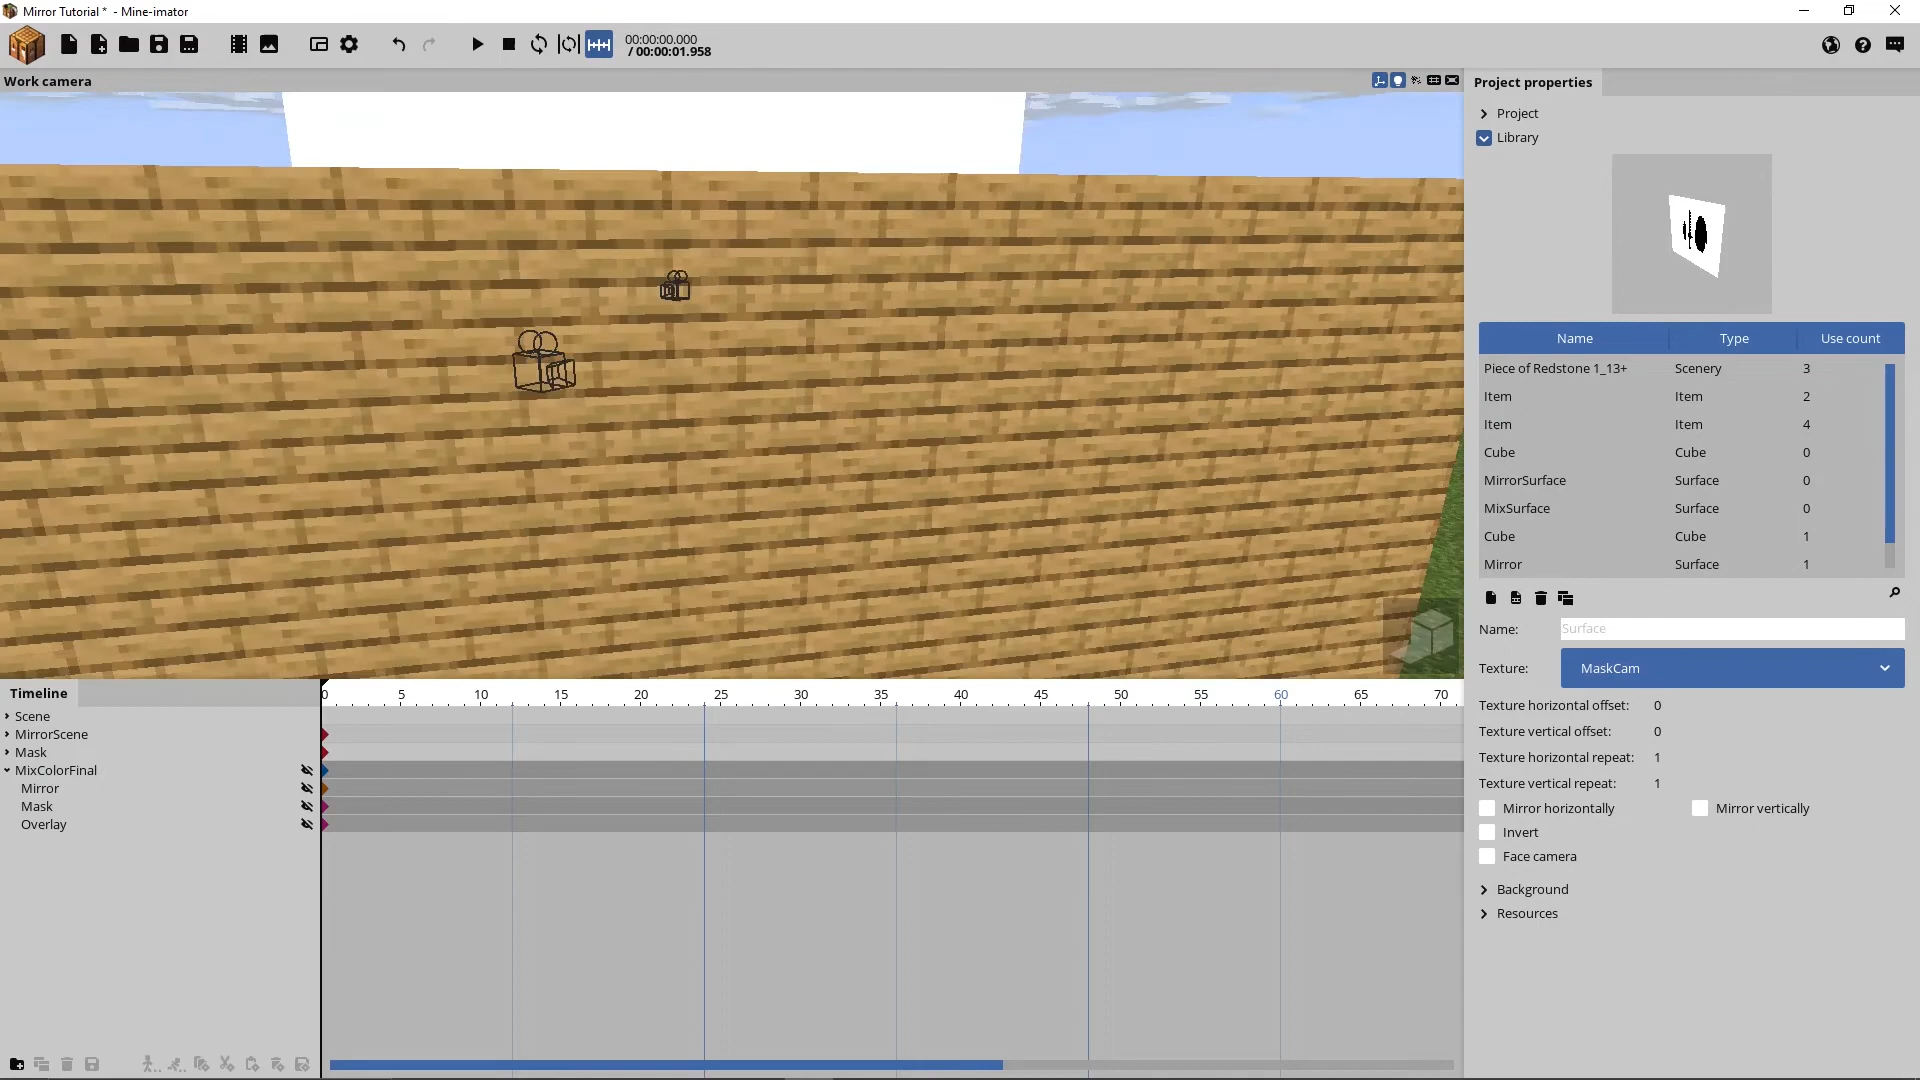 Mirror Tutorial * - Mine-imator
00:00:00.000
/ 00:00:01.958
Work camera
Project properties
Project
Library
Name Type Use count
Piece of Redstone 1_13+ Scenery 3
Item Item 2
Item Item 4
Cube Cube 0
MirrorSurface Surface 0
MixSurface Surface 0
Cube Cube 1
Mirror Surface 1
Name: Surface
Texture: MaskCam
Texture horizontal offset: 0
Texture vertical offset: 0
Texture horizontal repeat: 1
Texture vertical repeat: 1
Mirror horizontally Mirror vertically
Invert
Face camera
Background
Resources
Timeline
0 5 10 15 20 25 30 35 40 45 50 55 60 65 70
Scene
MirrorScene
Mask
MixColorFinal
Mirror
Mask
Overlay